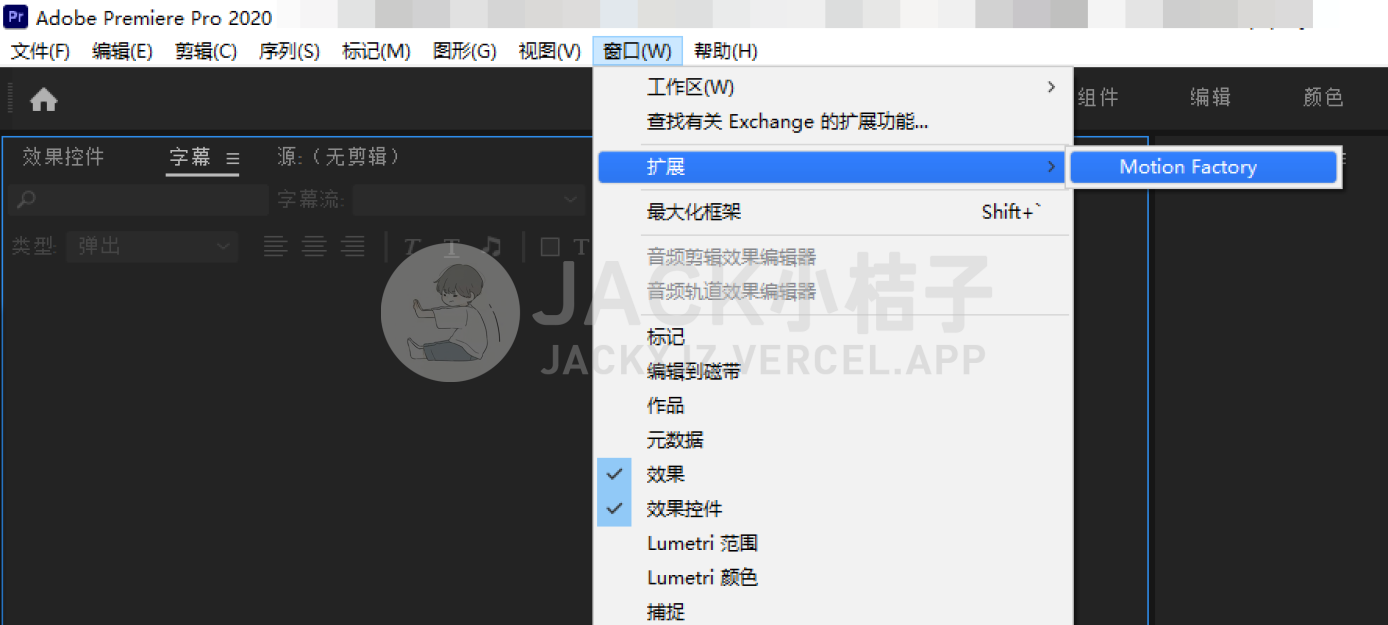 Pr Adobe Premiere Pro 2020
文件(F) 编辑(E) 剪辑(C) 序列(S) 标记(M) 图形(G) 视图(V) 窗口(W) 帮助(H)
工作区(W)
组件 编辑 颜色
查找有关 Exchange 的扩展功能...
效果控件 字幕 源:（无剪辑）
扩展 Motion Factory
字幕流:
最大化框架 Shift+`
类型: 弹出
音频剪辑效果编辑器
JACK小桔子
音频轨道效果编辑器
标记
编辑到磁带
作品
元数据
效果
效果控件
Lumetri 范围
Lumetri 颜色
捕捉